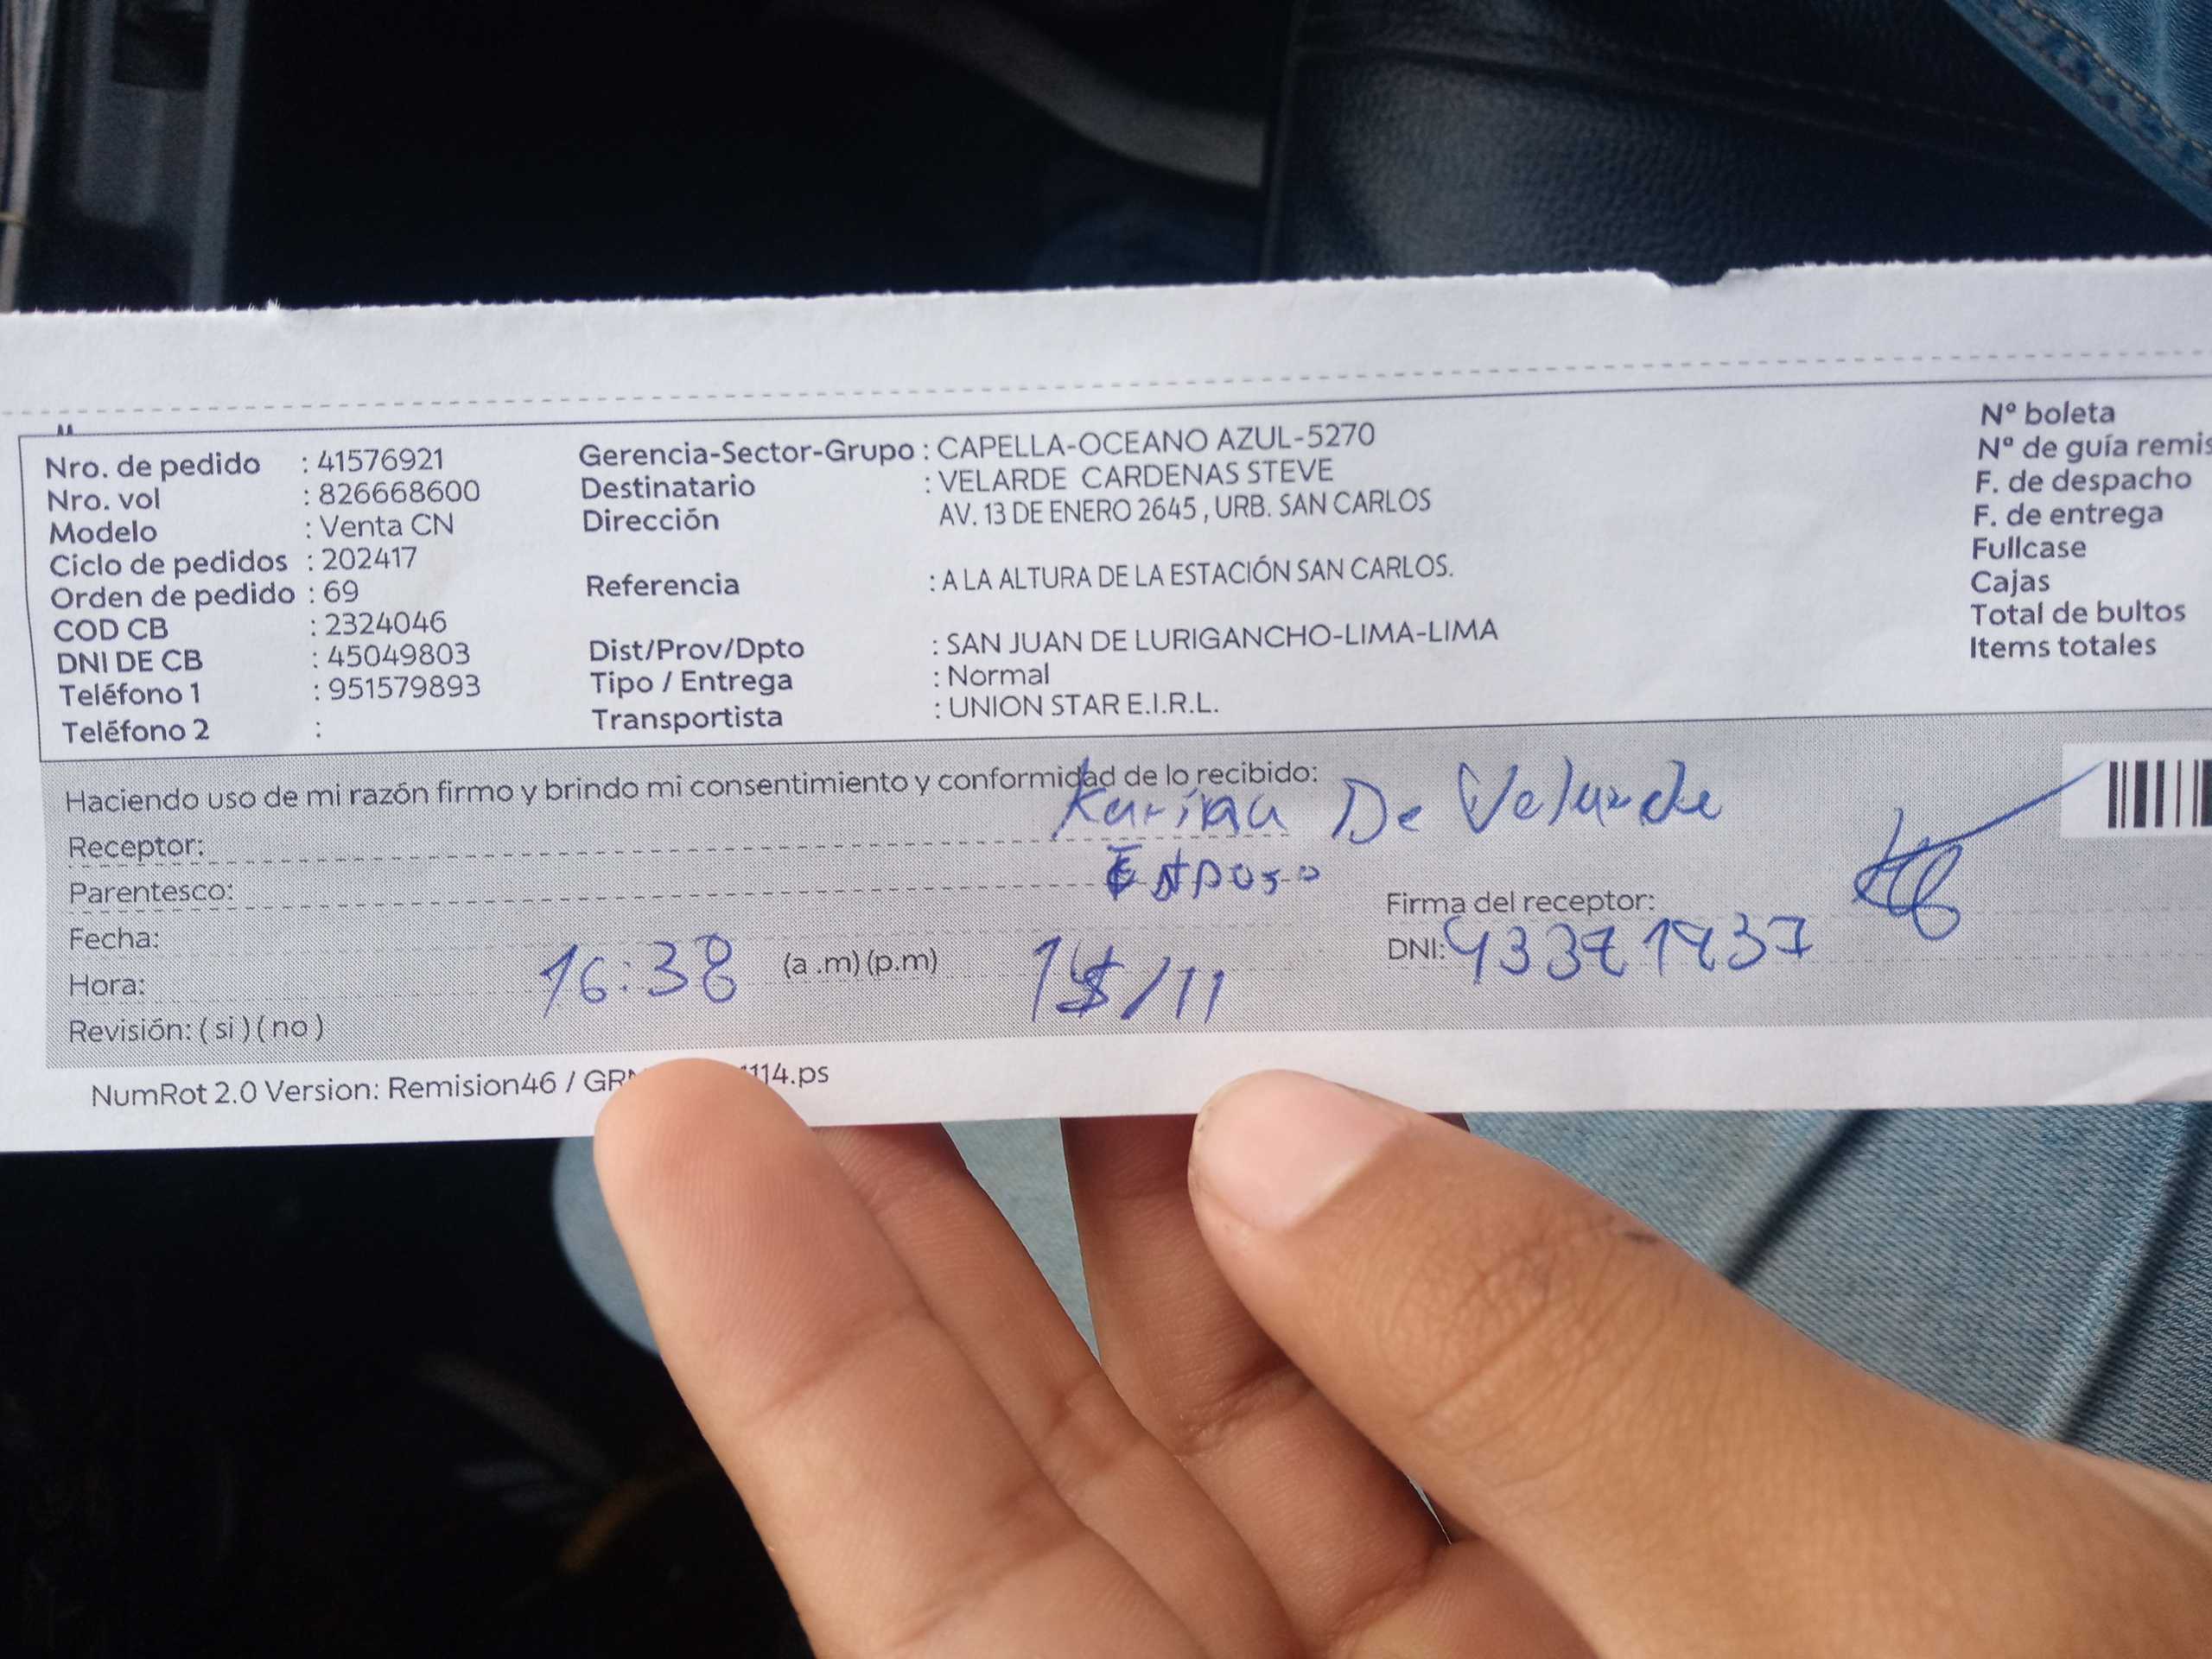 Nro. de pedido : 41576921
Nro. vol : 826668600
Modelo : Venta CN
Ciclo de pedidos : 202417
Orden de pedido : 69
COD CB : 2324046
DNI DE CB : 45049803
Teléfono 1 : 951579893
Teléfono 2 :
Gerencia-Sector-Grupo : CAPELLA-OCEANO AZUL-5270
Destinatario : VELARDE CARDENAS STEVE
Dirección AV. 13 DE ENERO 2645 , URB. SAN CARLOS
Referencia : A LA ALTURA DE LA ESTACIÓN SAN CARLOS.
Dist/Prov/Dpto : SAN JUAN DE LURIGANCHO-LIMA-LIMA
Tipo / Entrega : Normal
Transportista : UNION STAR E.I.R.L.
Nº boleta
Nº de guía remis
F. de despacho
F. de entrega
Fullcase
Cajas
Total de bultos
Items totales
Haciendo uso de mi razón firmo y brindo mi consentimiento y conformidad de lo recibido:
Receptor: Karina De Velarde
Parentesco: Esposo
Firma del receptor:
Fecha:
DNI:
Hora: 16:38 (a .m) (p.m) /11
Revisión: ( si ) ( no )
NumRot 2.0 Version: Remision46 / 1114.ps